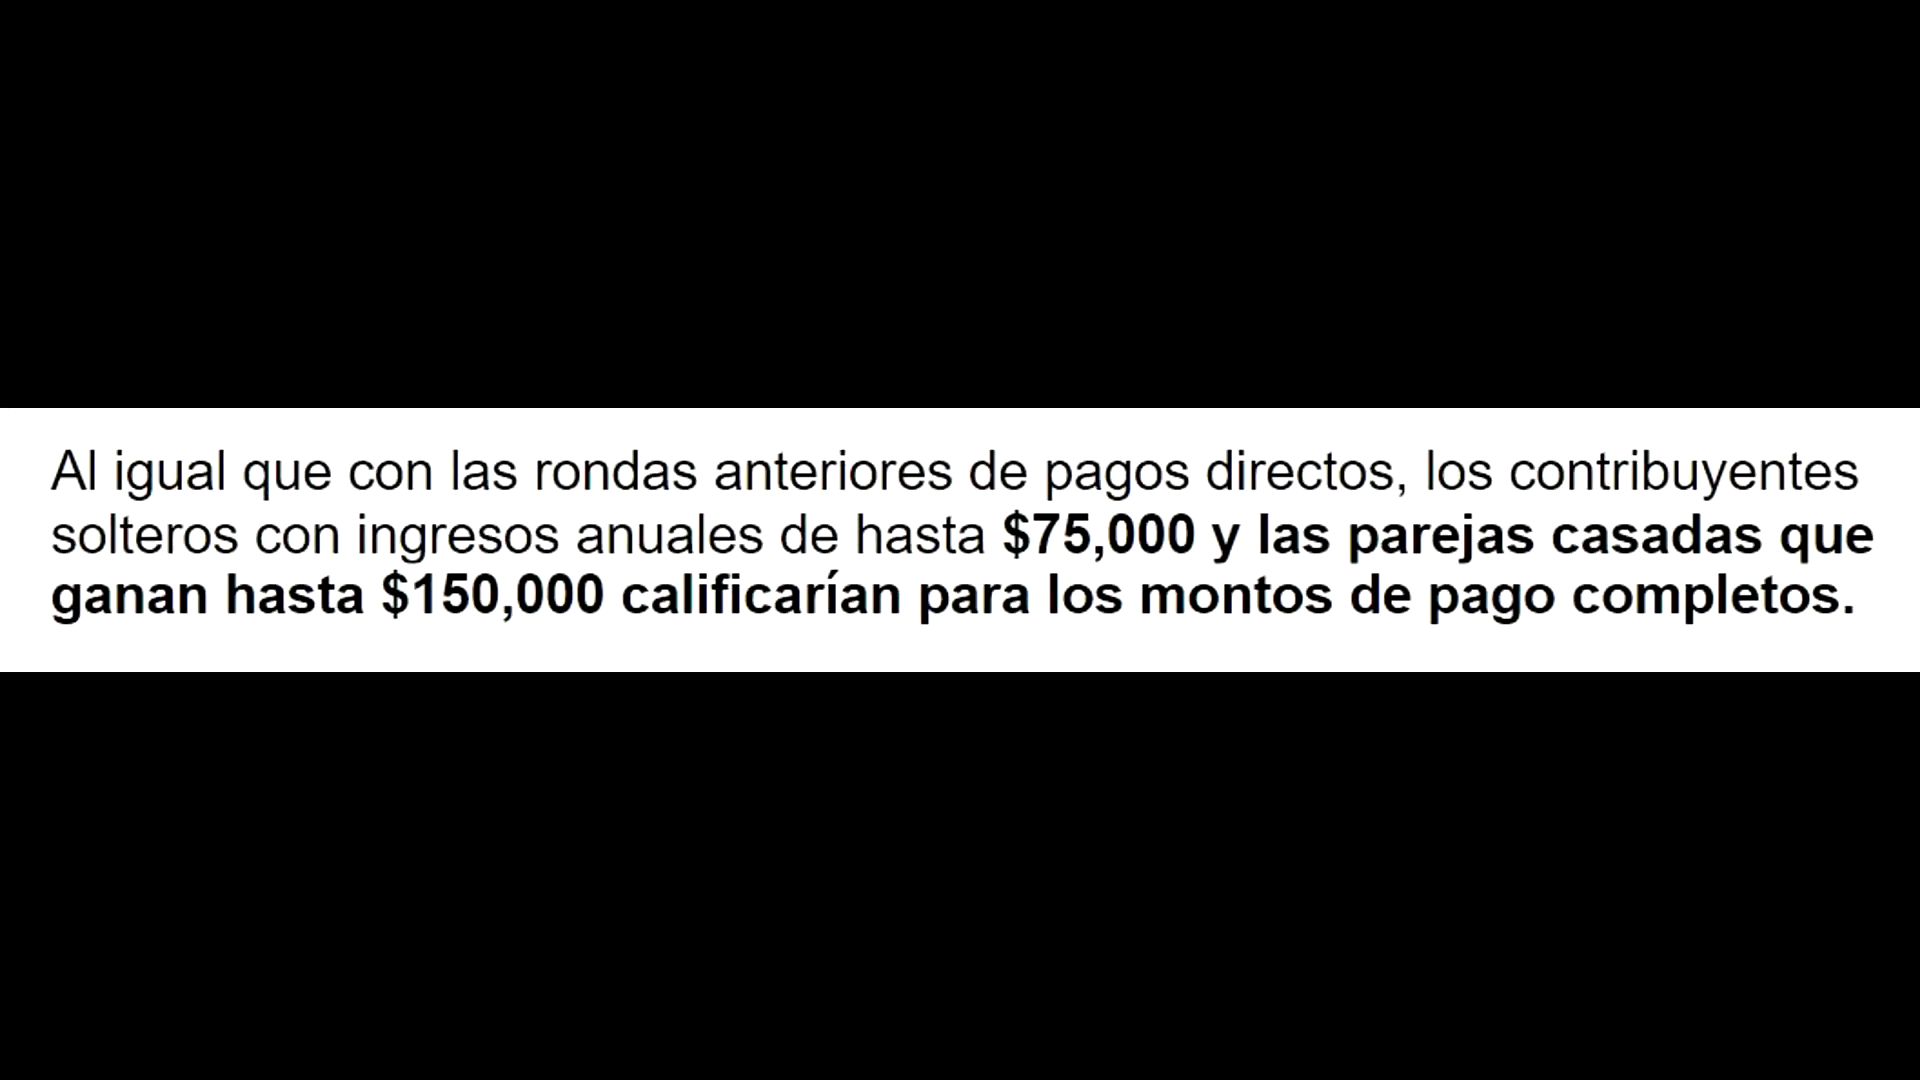 Al igual que con las rondas anteriores de pagos directos, los contribuyentes
solteros con ingresos anuales de hasta $75,000 y las parejas casadas que
ganan hasta $150,000 calificarían para los montos de pago completos.